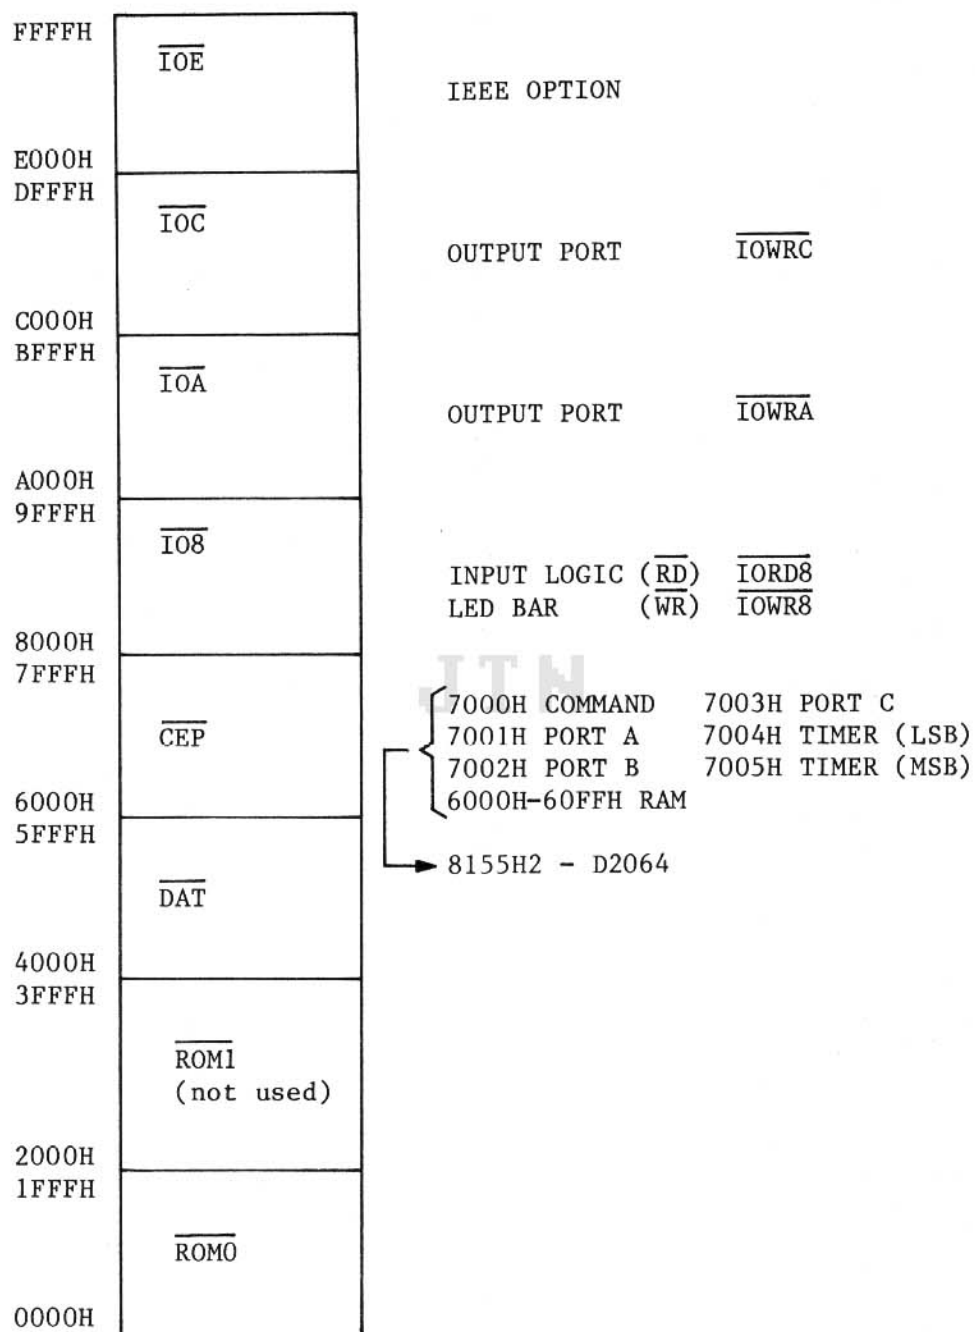 FFFFH
IOE
IEEE OPTION
E000H
DFFFH
IOC
OUTPUT PORT IOWRC
C000H
BFFFH
IOA
OUTPUT PORT IOWRA
A000H
9FFFH
IO8
INPUT LOGIC (RD) IORD8
LED BAR (WR) IOWR8
8000H
7FFFH
JTN
7000H COMMAND 7003H PORT C
CEP
7001H PORT A 7004H TIMER (LSB)
7002H PORT B 7005H TIMER (MSB)
6000H
6000H-60FFH RAM
5FFFH
8155H2 - D2064
DAT
4000H
3FFFH
ROM1
(not used)
2000H
1FFFH
ROM0
0000H